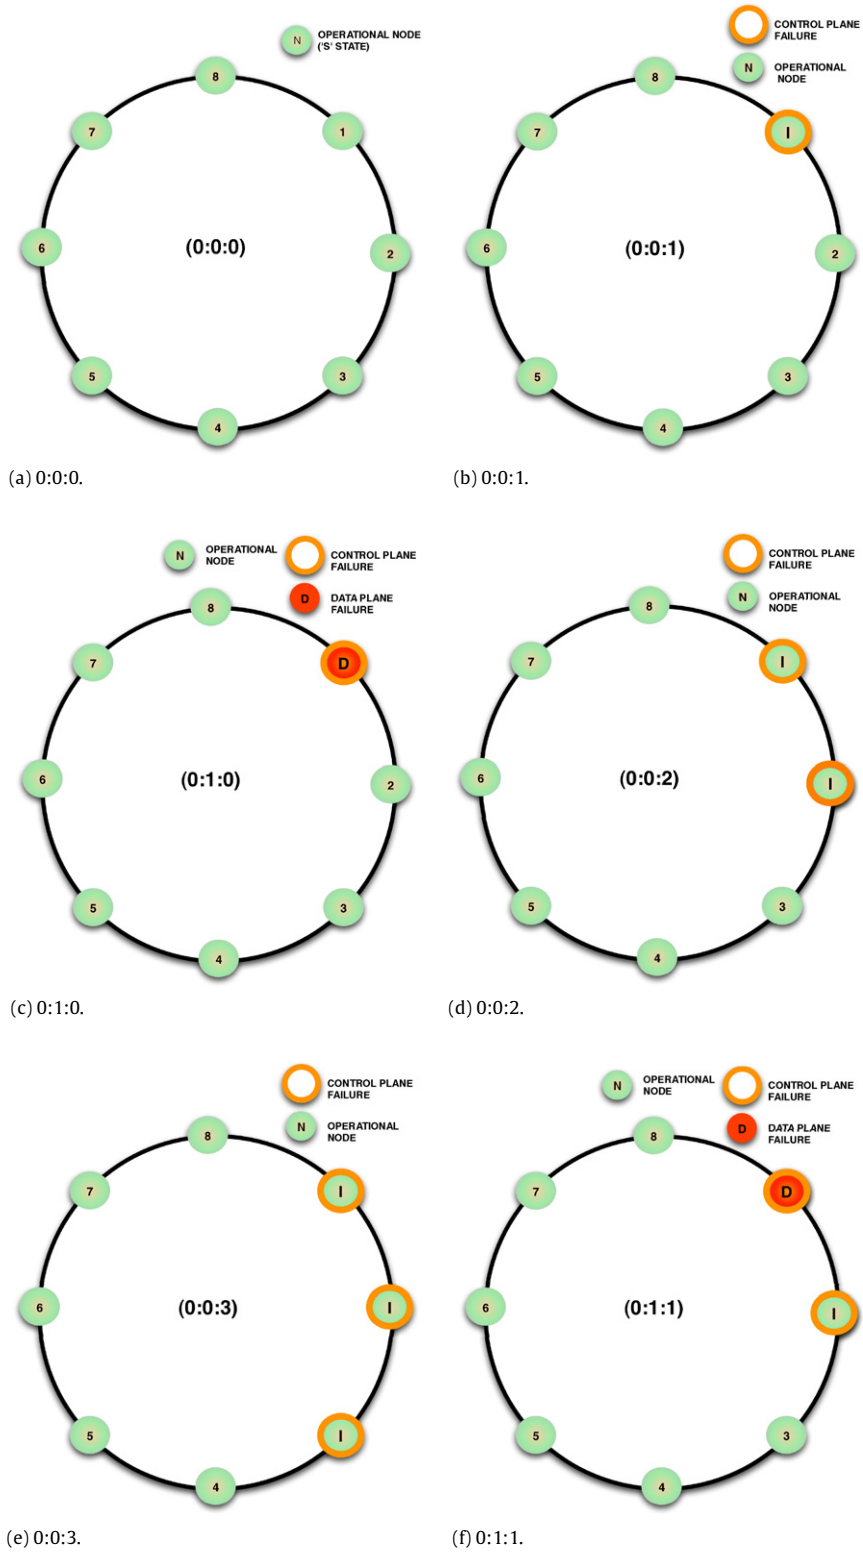 N OPERATIONAL NODE
('S' STATE)
8
7
1
6
(0:0:0)
2
5
3
4
(a) 0:0:0.
CONTROL PLANE
FAILURE
N OPERATIONAL
NODE
8
7
I
6
(0:0:1)
2
5
3
4
(b) 0:0:1.
N OPERATIONAL
NODE
CONTROL PLANE
FAILURE
D DATA PLANE
FAILURE
8
7
D
6
(0:1:0)
2
5
3
4
(c) 0:1:0.
CONTROL PLANE
FAILURE
N OPERATIONAL
NODE
8
7
I
6
(0:0:2)
I
5
3
4
(d) 0:0:2.
CONTROL PLANE
FAILURE
N OPERATIONAL
NODE
8
7
I
6
(0:0:3)
I
5
I
4
(e) 0:0:3.
N OPERATIONAL
NODE
CONTROL PLANE
FAILURE
D DATA PLANE
FAILURE
8
7
D
6
(0:1:1)
I
5
3
4
(f) 0:1:1.